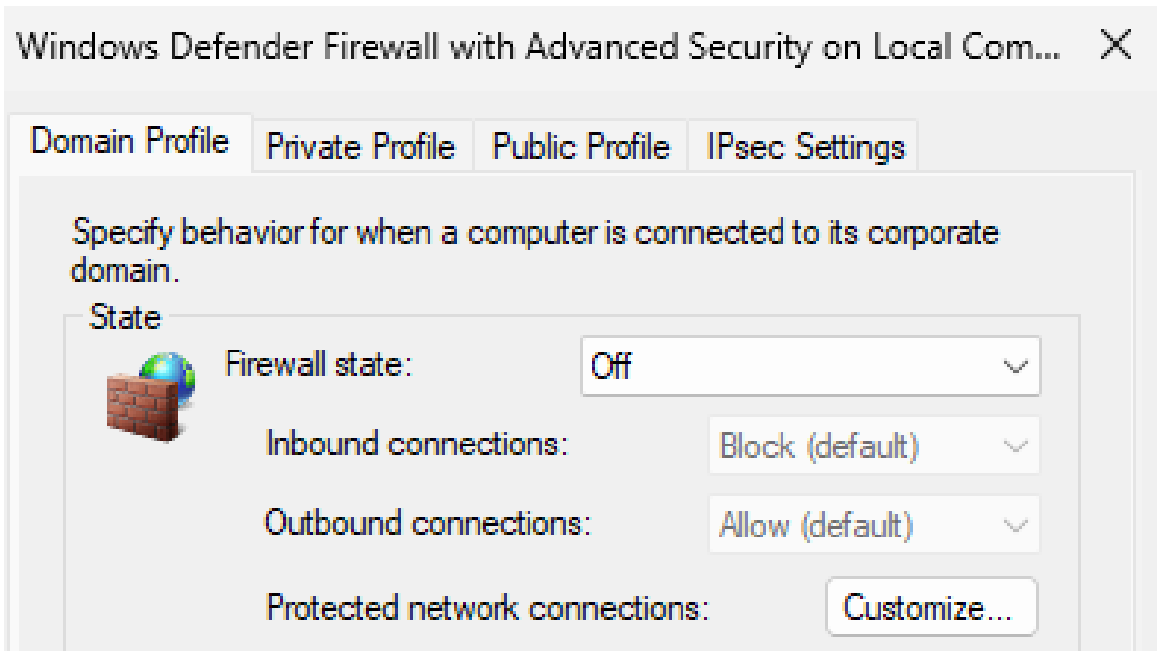 Windows Defender Firewall with Advanced Security on Local Com...
Domain Profile Private Profile Public Profile IPsec Settings
Specify behavior for when a computer is connected to its corporate
domain.
State
Firewall state: Off
Inbound connections: Block (default)
Outbound connections: Allow (default)
Protected network connections: Customize...